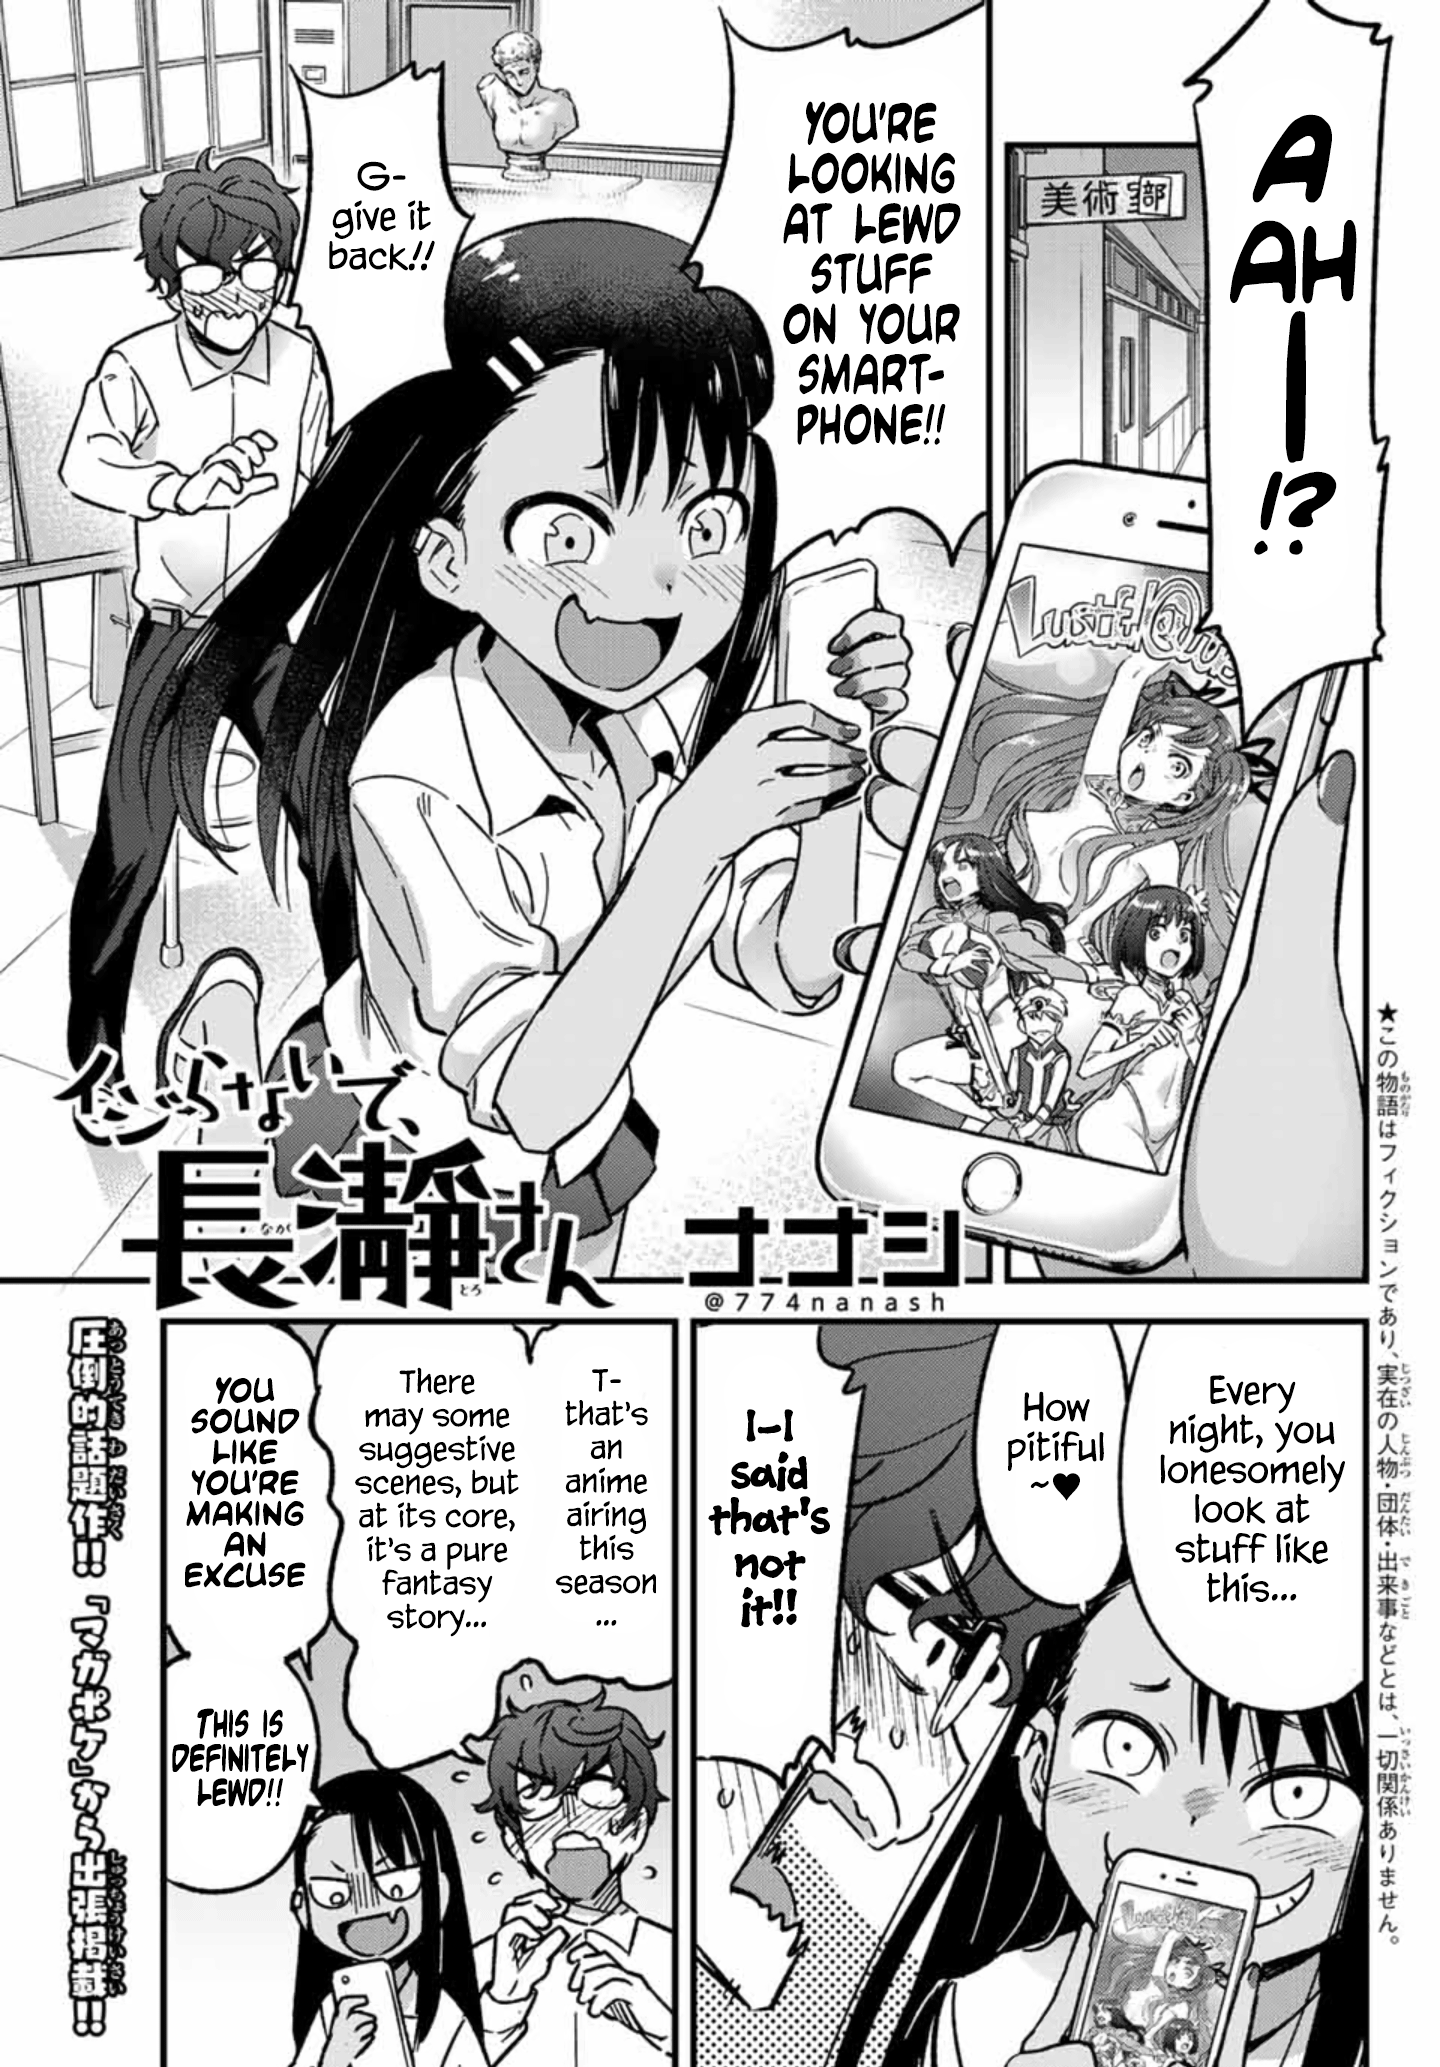 A
AH
—
!?
美術部
YOU'RE
LOOKING
AT LEWD
STUFF
ON YOUR
SMART-
PHONE!!
G-
give it
back!!
イジらないで、
長瀞さん
なが
とろ
ナナシ
@774nanash
★この物語はフィクションであり、実在の人物・団体・出来事などとは、一切関係ありません。
Every
night, you
lonesomely
look at
stuff like
this...
How
pitiful
~♥
I-I
said
that's
not
it!!
T-
that's
an
anime
airing
this
season
...
There
may some
suggestive
scenes, but
at its core,
it's a pure
fantasy
story...
YOU
SOUND
LIKE
YOU'RE
MAKING
AN
EXCUSE
THIS IS
DEFINITELY
LEWD!!
圧倒的話題作!!『マガポケ』から出張掲載!!